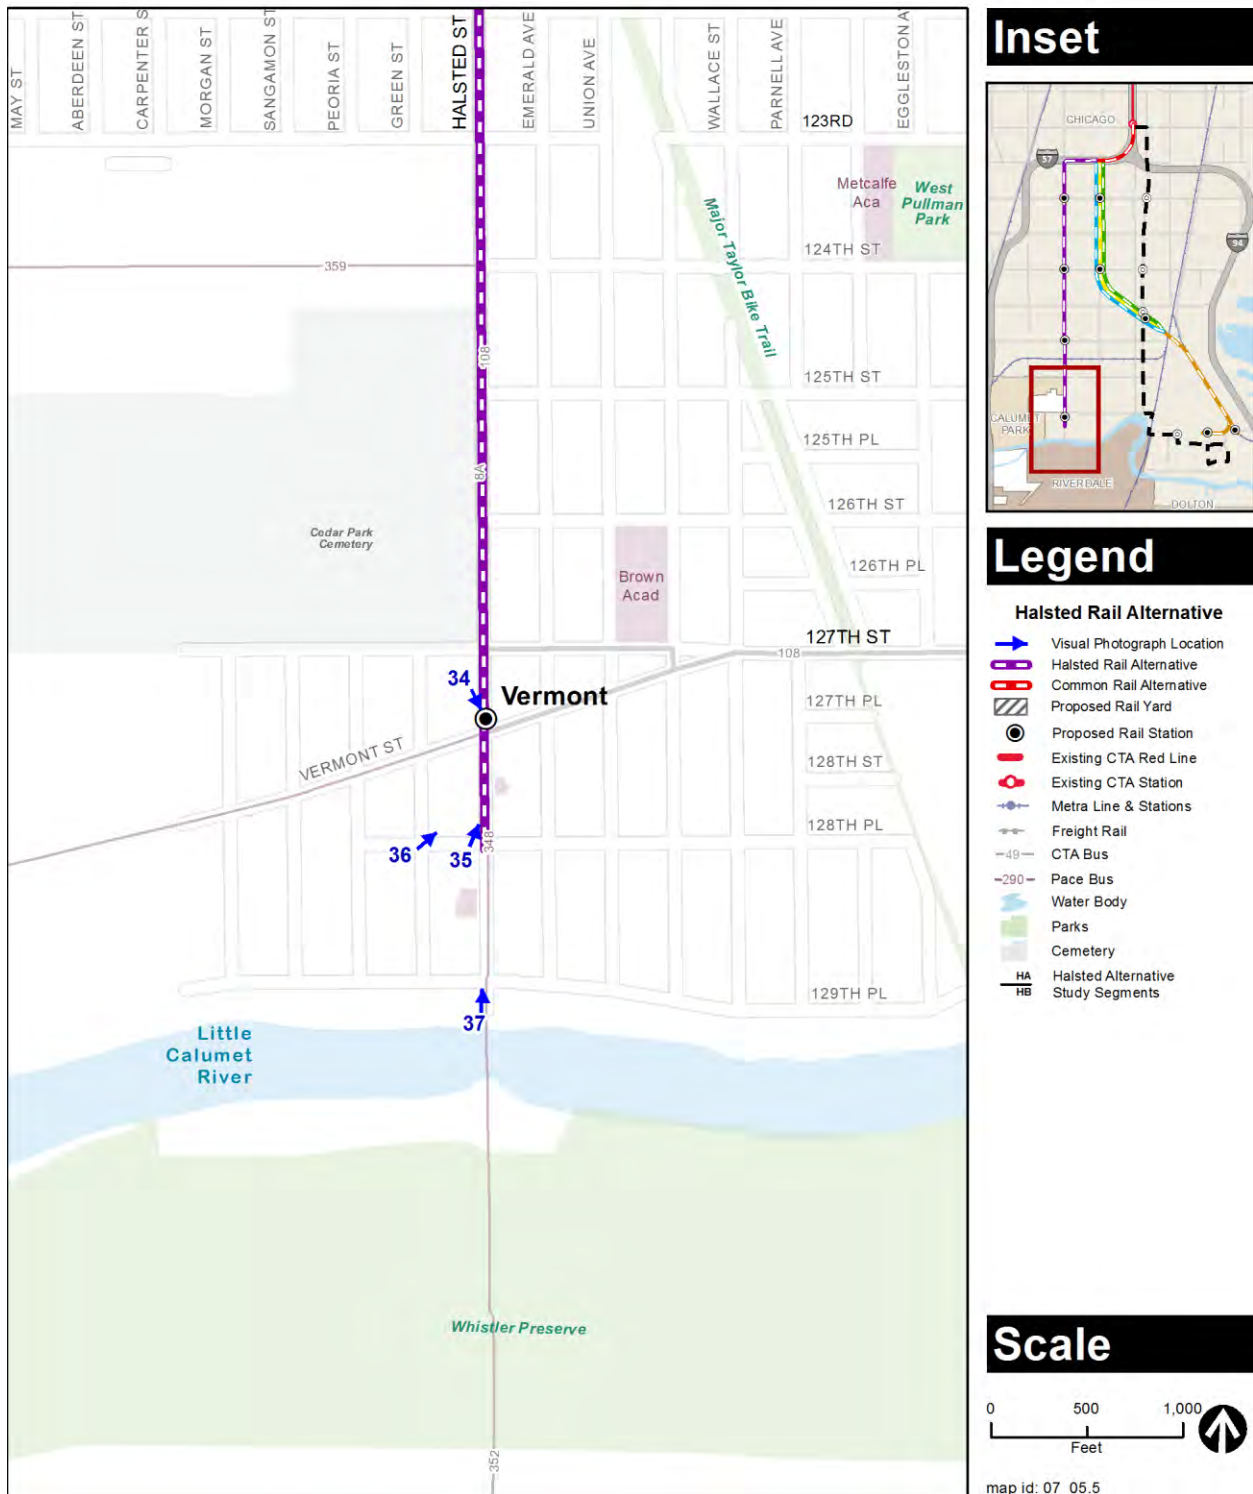 MAY ST
ABERDEEN ST
CARPENTER S
MORGAN ST
SANGAMON ST
PEORIA ST
GREEN ST
HALSTED ST
EMERALD AVE
UNION AVE
WALLACE ST
PARNELL AVE
EGGLESTON A
123RD
Metcalfe
Aca
West
Pullman
Park
Major Taylor Bike Trail
124TH ST
359
108
125TH ST
125TH PL
8A
126TH ST
Cedar Park
Cemetery
126TH PL
Brown
Acad
127TH ST
108
34
Vermont
127TH PL
VERMONT ST
128TH ST
128TH PL
36
35
348
129TH PL
37
Little
Calumet
River
Whistler Preserve
352
Inset
CHICAGO
57
94
CALUMET
PARK
RIVERDALE
DOLTON
Legend
Halsted Rail Alternative
Visual Photograph Location
Halsted Rail Alternative
Common Rail Alternative
Proposed Rail Yard
Proposed Rail Station
Existing CTA Red Line
Existing CTA Station
Metra Line & Stations
Freight Rail
49 CTA Bus
290 Pace Bus
Water Body
Parks
Cemetery
HA Halsted Alternative
HB Study Segments
Scale
0 500 1,000
Feet
map id: 07_05.5